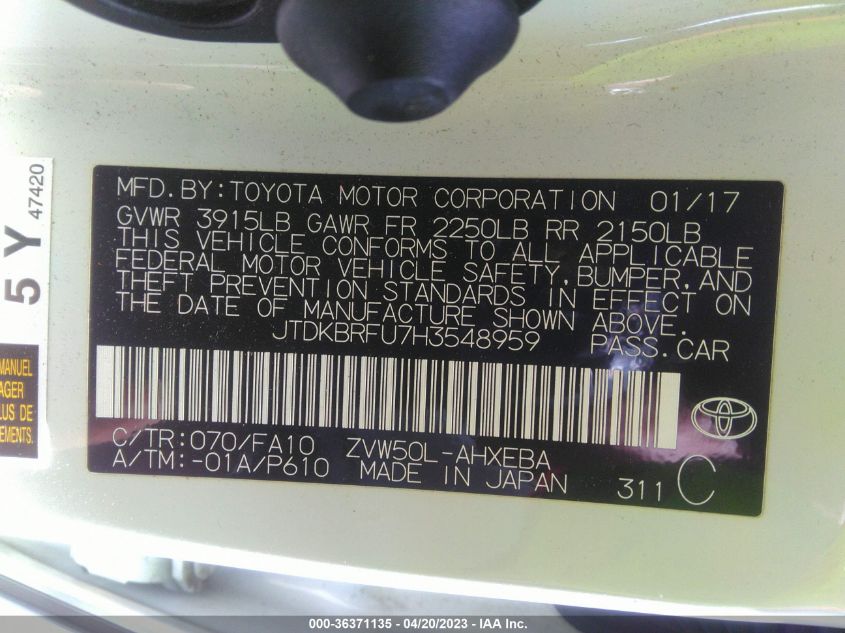 MFD.BY:TOYOTA MOTOR CORPORATION 01/17
GVWR 3915LB GAWR FR 2250LB RR 2150LB
THIS VEHICLE CONFORMS TO ALL APPLICABLE
FEDERAL MOTOR VEHICLE SAFETY,BUMPER,AND
THEFT PREVENTION STANDARDS IN EFFECT ON
THE DATE OF MANUFACTURE SHOWN ABOVE.
JTDKBRFU7H3548959 PASS.CAR
C/TR:070/FA10 ZVW50L-AHXEBA
A/TM:-01A/P610 MADE IN JAPAN 311 C
5Y
47420
MANUEL
AGER
LUS DE
EMENTS.
000-36371135 - 04/20/2023 - IAA Inc.